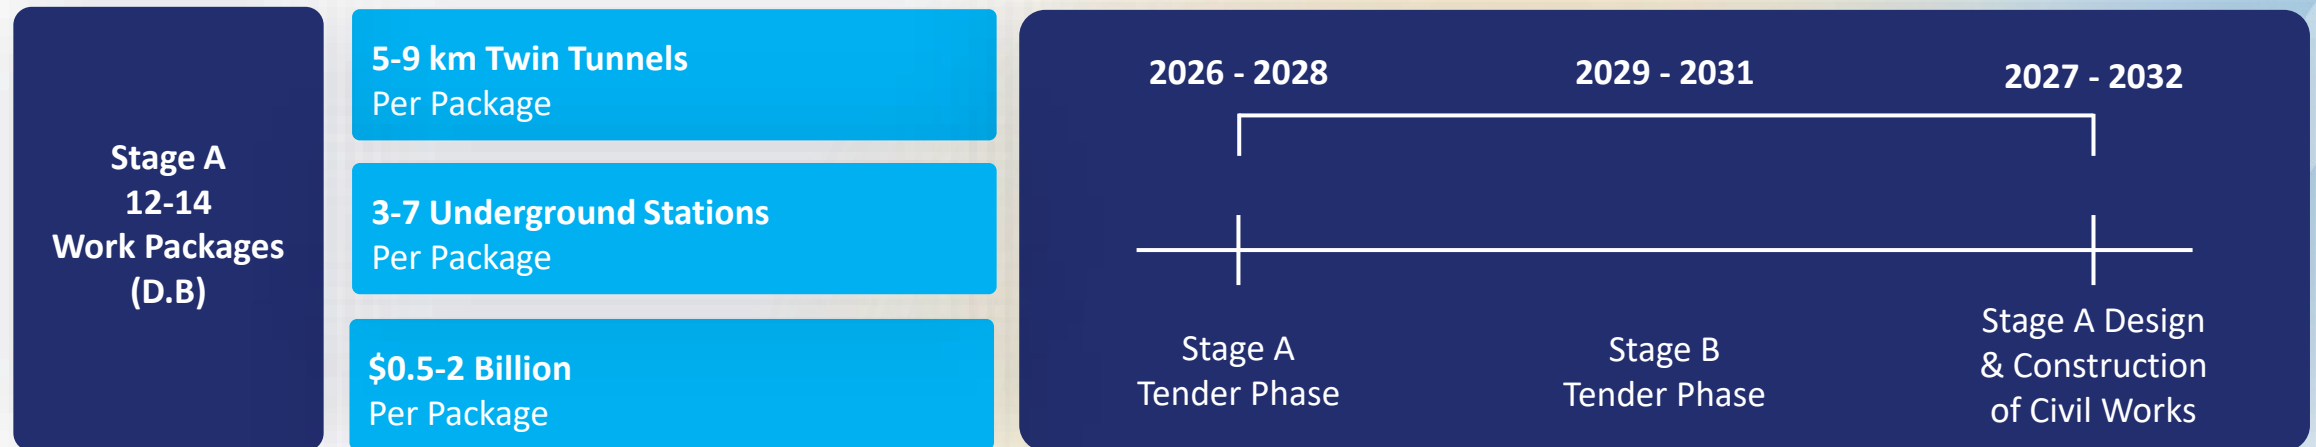 Stage A
12-14
Work Packages
(D.B)
5-9 km Twin Tunnels
Per Package
3-7 Underground Stations
Per Package
$0.5-2 Billion
Per Package
2026 - 2028
2029 - 2031
2027 - 2032
Stage A
Tender Phase
Stage B
Tender Phase
Stage A Design
& Construction
of Civil Works